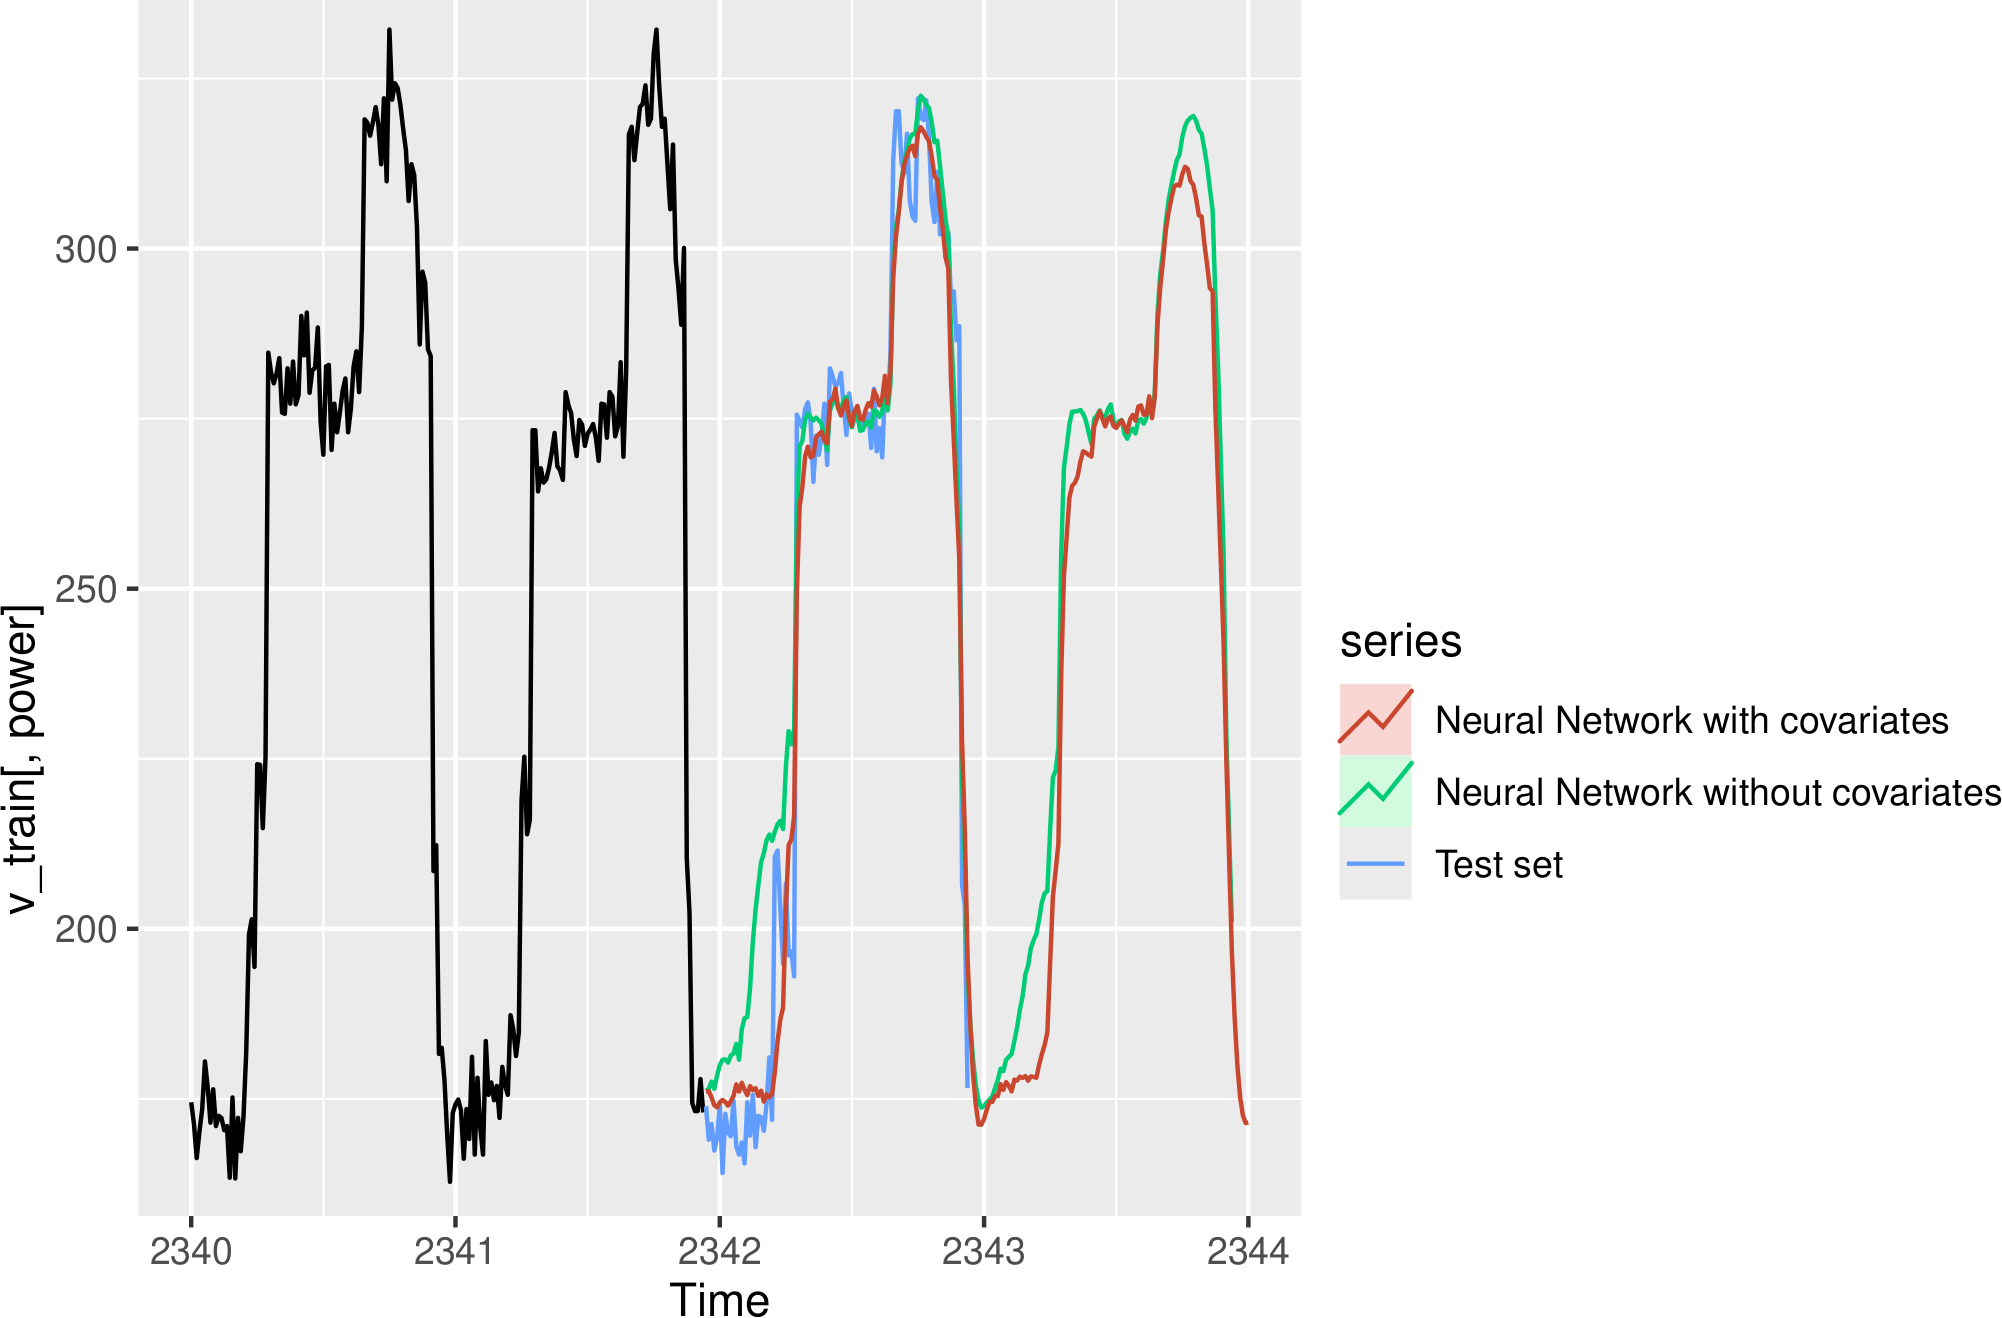 300
250
200
v_train[, power]
2340
2341
2342
2343
2344
Time
series
Neural Network with covariates
Neural Network without covariates
Test set